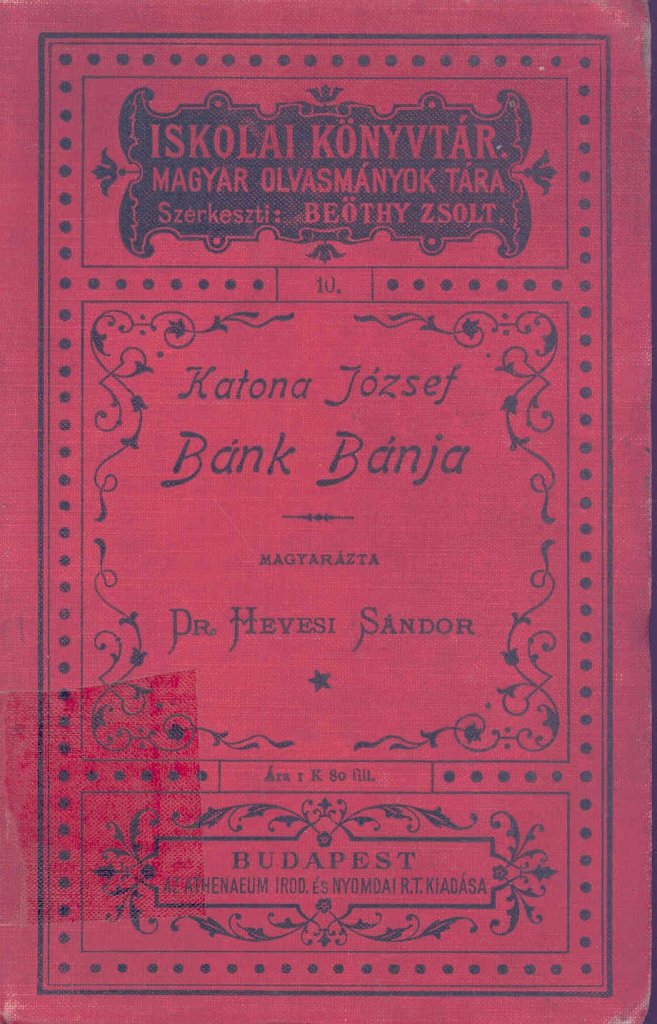 ISKOLAI KÖNYVTÁR.
MAGYAR OLVASMÁNYOK TÁRA
Szerkeszti: BEÖTHY ZSOLT.
10.
Katona József
Bánk Bánja
MAGYARÁZTA
DR. HEVESI SÁNDOR
Ára 1 K 80 fill.
BUDAPEST
AZ ATHENAEUM IROD. ÉS NYOMDAI R.T. KIADÁSA